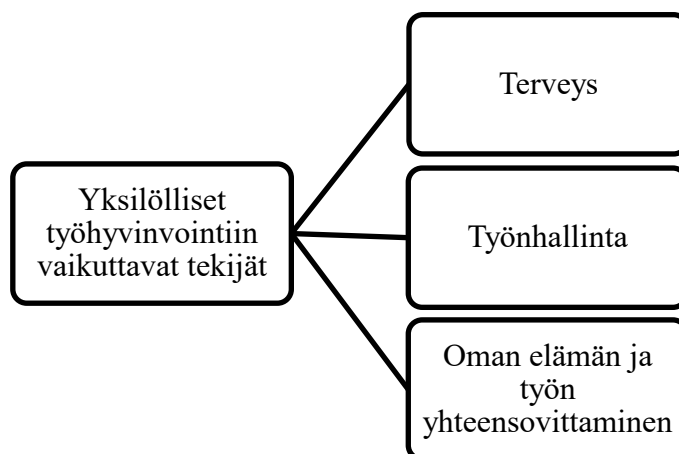 Terveys
Yksilölliset
työhyvinvointiin
vaikuttavat tekijät
Työnhallinta
Oman elämän ja
työn
yhteensovittaminen